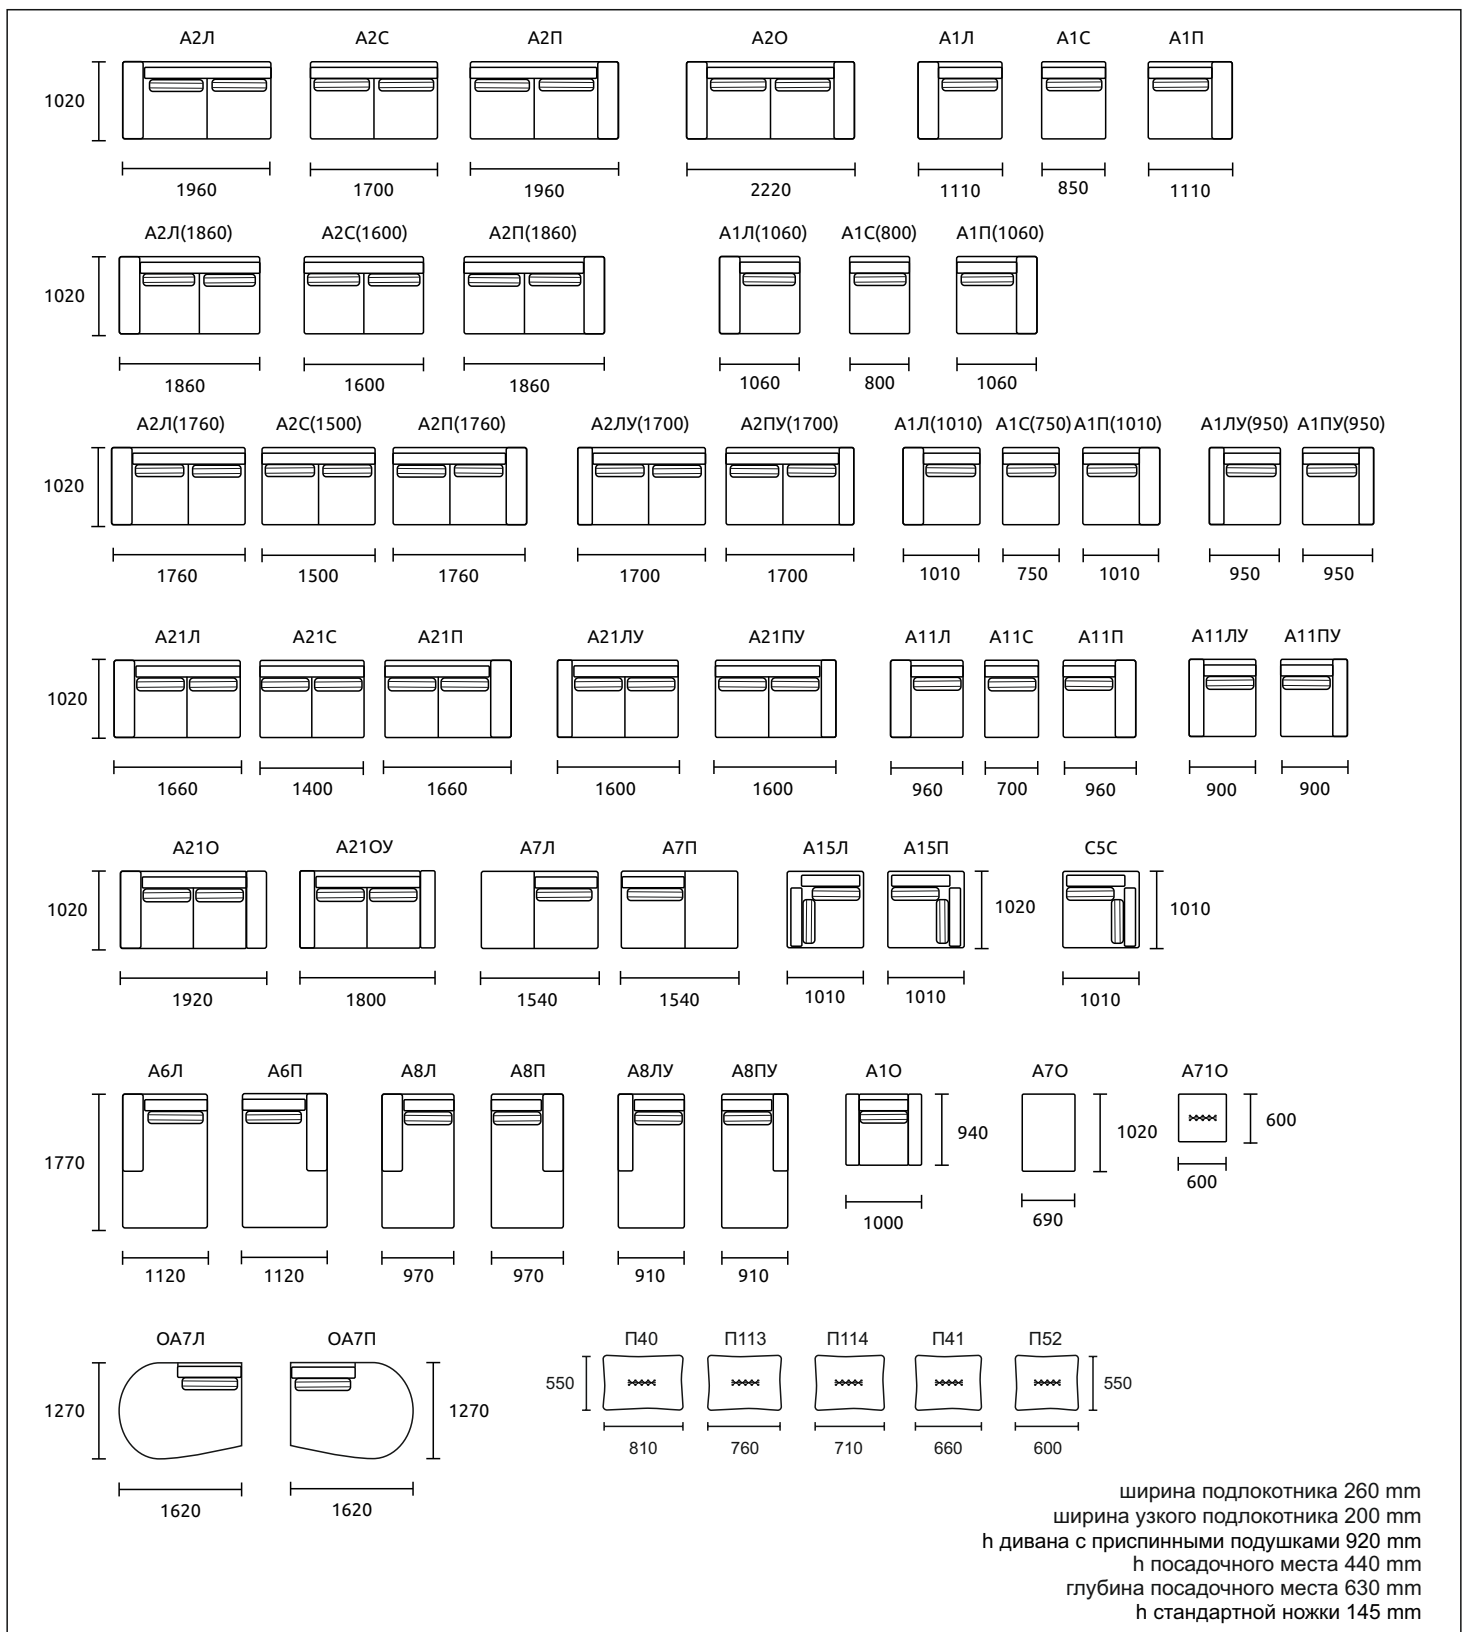 А2Л А2С А2П А2О А1Л А1С А1П
1020
1960 1700 1960 2220 1110 850 1110
А2Л(1860) А2С(1600) А2П(1860) А1Л(1060) А1С(800) А1П(1060)
1020
1860 1600 1860 1060 800 1060
А2Л(1760) А2С(1500) А2П(1760) А2ЛУ(1700) А2ПУ(1700) А1Л(1010) А1С(750) А1П(1010) А1ЛУ(950) А1ПУ(950)
1020
1760 1500 1760 1700 1700 1010 750 1010 950 950
А21Л А21С А21П А21ЛУ А21ПУ А11Л А11С А11П А11ЛУ А11ПУ
1020
1660 1400 1660 1600 1600 960 700 960 900 900
А21О А21ОУ А7Л А7П А15Л А15П С5С
1020 1020 1010
1920 1800 1540 1540 1010 1010 1010
А6Л А6П А8Л А8П А8ЛУ А8ПУ А1О А7О А71О
1770 940 1020 600
1120 1120 970 970 910 910 1000 690 600
ОА7Л ОА7П П40 П113 П114 П41 П52
1270 1270 550 550
1620 1620 810 760 710 660 600
ширина подлокотника 260 mm
ширина узкого подлокотника 200 mm
h дивана с приспинными подушками 920 mm
h посадочного места 440 mm
глубина посадочного места 630 mm
h стандартной ножки 145 mm